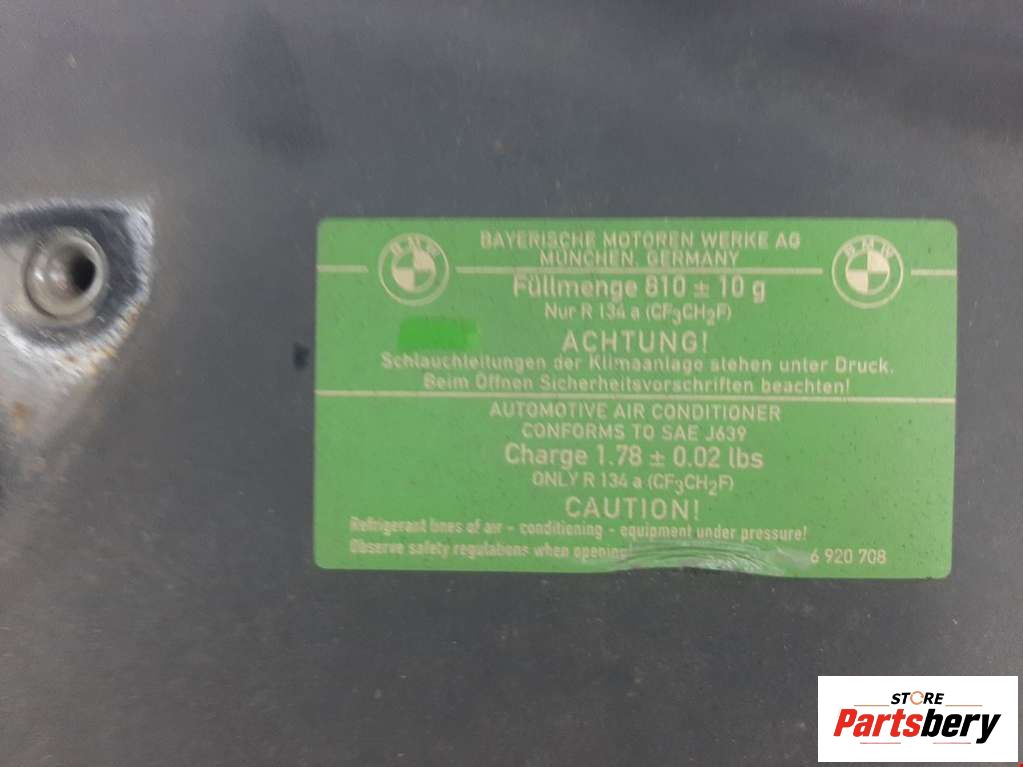 BMW
BMW
BAYERISCHE MOTOREN WERKE AG
MÜNCHEN, GERMANY
Füllmenge 810 ± 10 g
Nur R 134 a (CF3CH2F)
ACHTUNG!
Schlauchleitungen der Klimaanlage stehen unter Druck.
Beim Öffnen Sicherheitsvorschriften beachten!
AUTOMOTIVE AIR CONDITIONER
CONFORMS TO SAE J639
Charge 1.78 ± 0.02 lbs
ONLY R 134 a (CF3CH2F)
CAUTION!
Refrigerant lines of air - conditioning - equipment under pressure!
Observe safety regulations when opening!
6 920 708
STORE
Partsbery